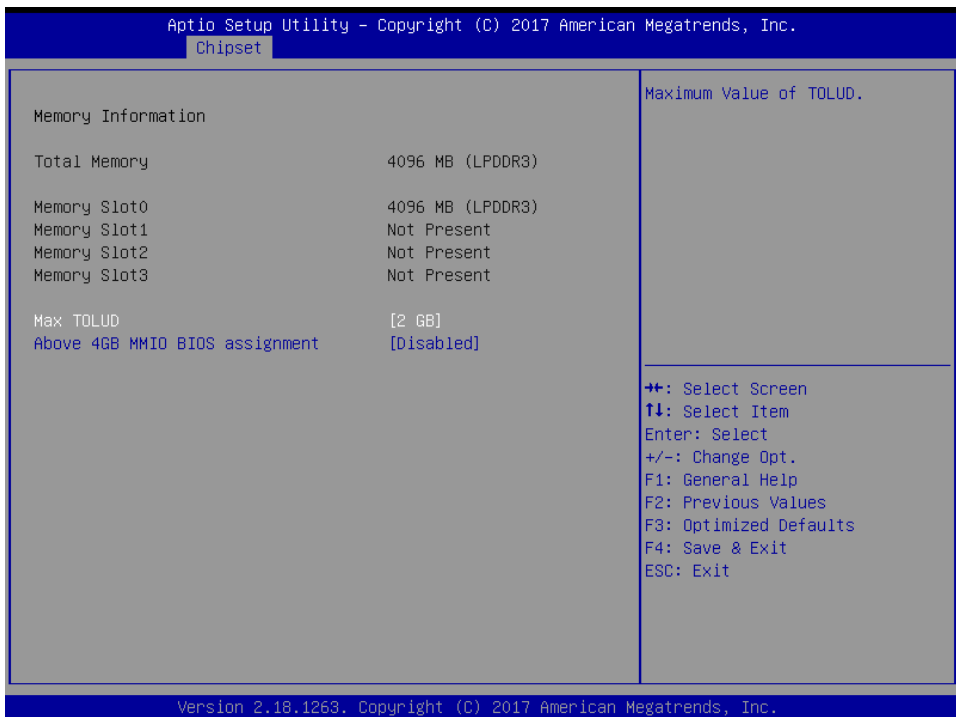 Aptio Setup Utility – Copyright (C) 2017 American Megatrends, Inc.
Chipset
Memory Information
Total Memory 4096 MB (LPDDR3)
Memory Slot0 4096 MB (LPDDR3)
Memory Slot1 Not Present
Memory Slot2 Not Present
Memory Slot3 Not Present
Max TOLUD [2 GB]
Above 4GB MMIO BIOS assignment [Disabled]
Maximum Value of TOLUD.
→←: Select Screen
↑↓: Select Item
Enter: Select
+/-: Change Opt.
F1: General Help
F2: Previous Values
F3: Optimized Defaults
F4: Save & Exit
ESC: Exit
Version 2.18.1263. Copyright (C) 2017 American Megatrends, Inc.